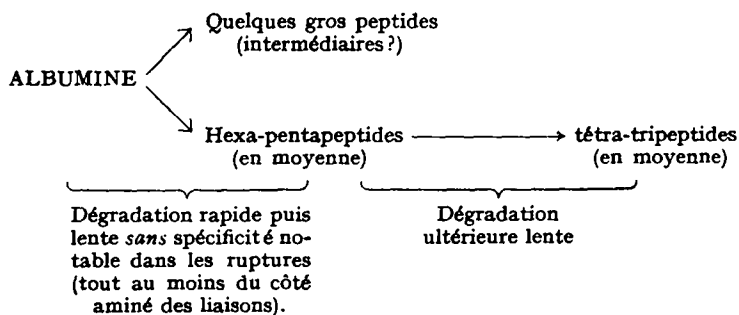 Quelques gros peptides
(intermédiaires?)
ALBUMINE
Hexa-pentapeptides
(en moyenne)
tétra-tripeptides
(en moyenne)
Dégradation rapide puis
lente sans spécificité no-
table dans les ruptures
(tout au moins du côté
aminé des liaisons).
Dégradation
ultérieure lente